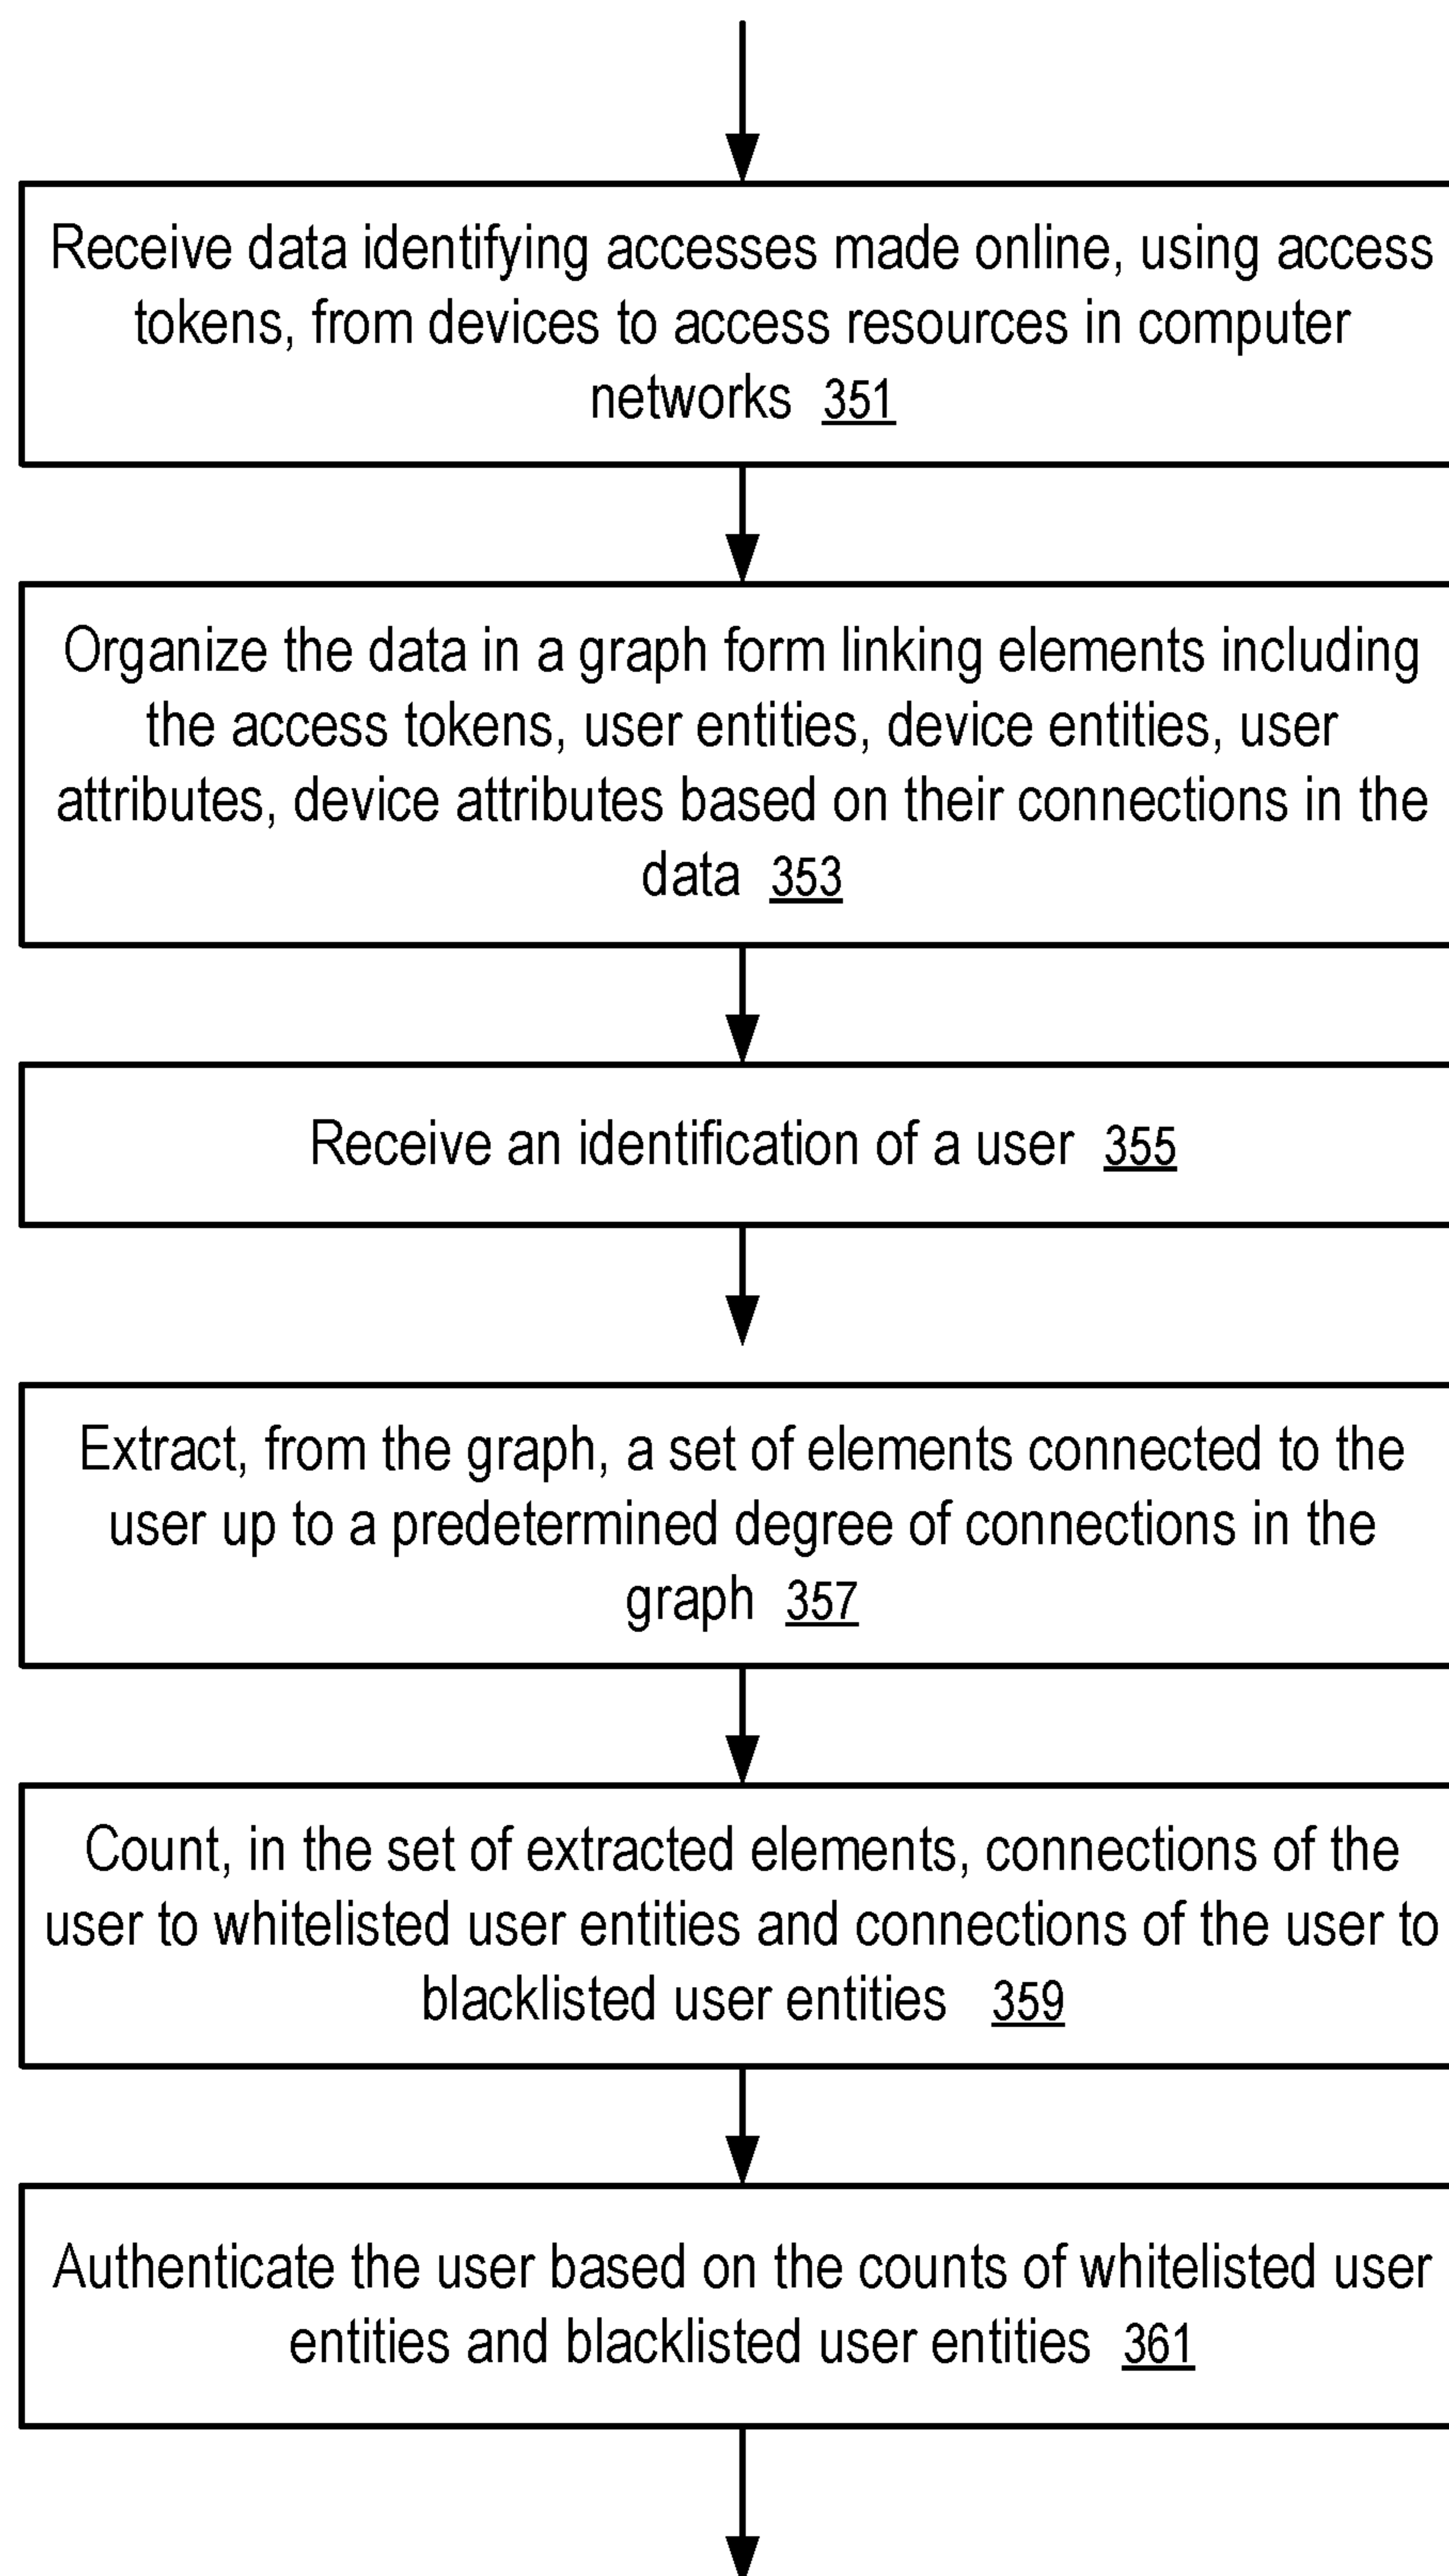 Receive data identifying accesses made online, using access
tokens, from devices to access resources in computer
networks 351
Organize the data in a graph form linking elements including
the access tokens, user entities, device entities, user
attributes, device attributes based on their connections in the
data 353
Receive an identification of a user 355
Extract, from the graph, a set of elements connected to the
user up to a predetermined degree of connections in the
graph 357
Count, in the set of extracted elements, connections of the
user to whitelisted user entities and connections of the user to
blacklisted user entities 359
Authenticate the user based on the counts of whitelisted user
entities and blacklisted user entities 361